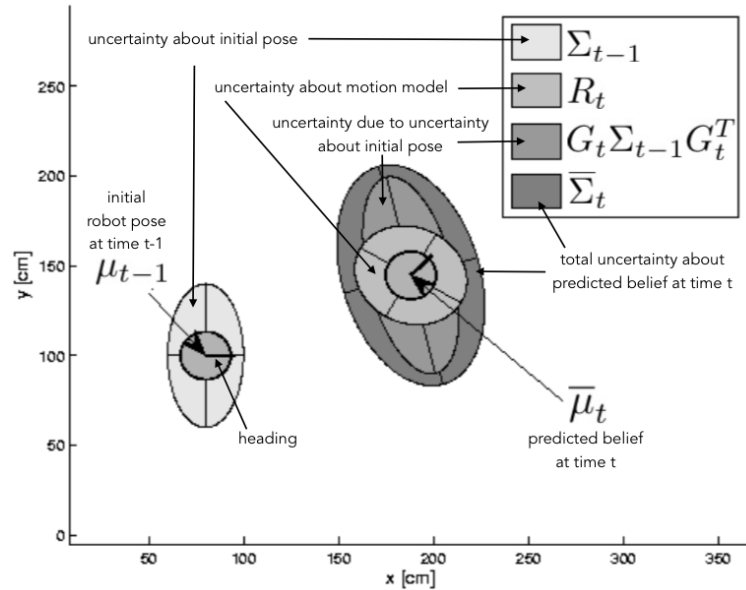 uncertainty about initial pose
uncertainty about motion model
uncertainty due to uncertainty
about initial pose
Σ_{t−1}
R_t
G_tΣ_{t−1}G_t^T
Σ̅_t
initial
robot pose
at time t-1
μ_{t−1}
total uncertainty about
predicted belief at time t
heading
μ̅_t
predicted belief
at time t
y [cm]
250
200
150
100
50
0
50
100
150
200
250
300
350
x [cm]